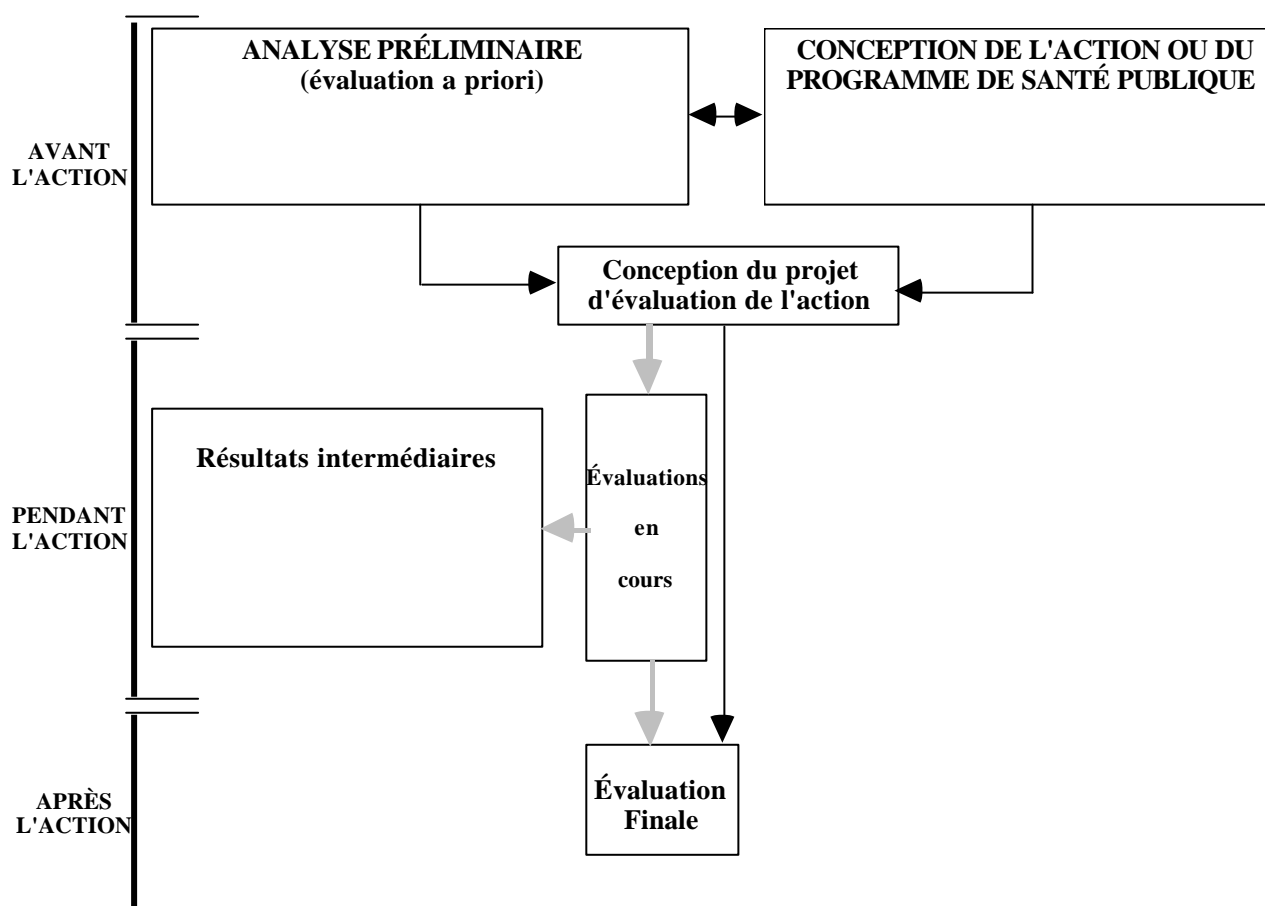 ANALYSE PRÉLIMINAIRE
(évaluation a priori)
CONCEPTION DE L'ACTION OU DU
PROGRAMME DE SANTÉ PUBLIQUE
AVANT
L'ACTION
Conception du projet
d'évaluation de l'action
Résultats intermédiaires
Évaluations
en
cours
PENDANT
L'ACTION
Évaluation
Finale
APRÈS
L'ACTION